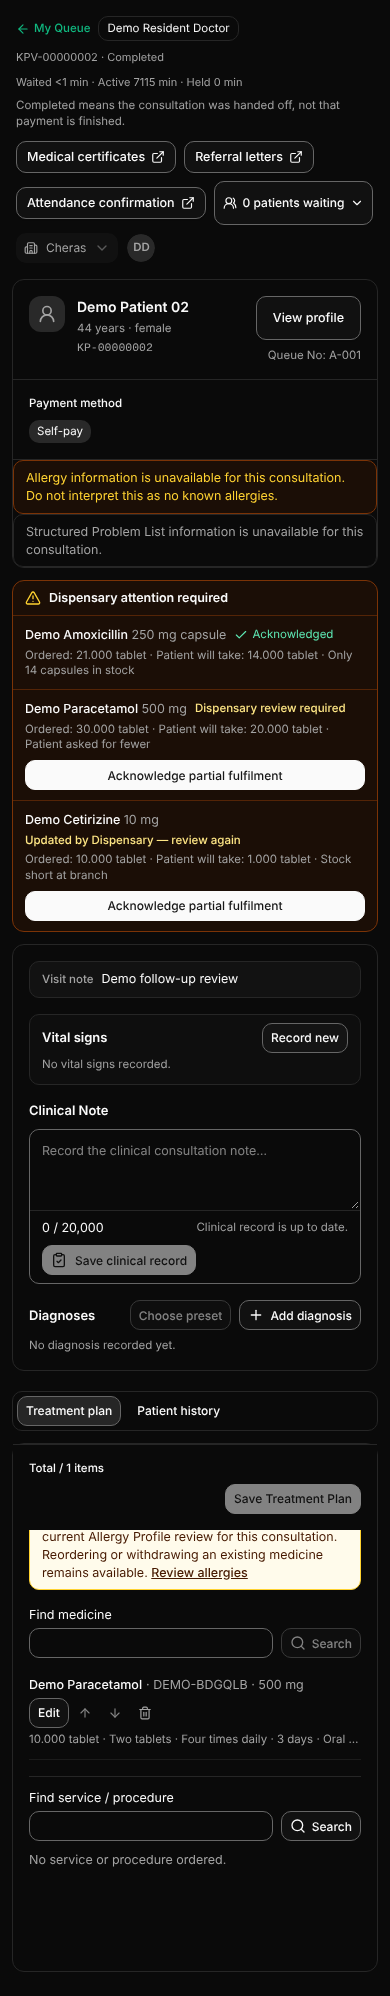 My Queue
Demo Resident Doctor
KPV-00000002 · Completed
Waited <1 min · Active 7115 min · Held 0 min
Completed means the consultation was handed off, not that
payment is finished.
Medical certificates
Referral letters
Attendance confirmation
0 patients waiting
Cheras
DD
Demo Patient 02
44 years · female
KP-00000002
View profile
Queue No: A-001
Payment method
Self-pay
Allergy information is unavailable for this consultation.
Do not interpret this as no known allergies.
Structured Problem List information is unavailable for this
consultation.
Dispensary attention required
Demo Amoxicillin 250 mg capsule Acknowledged
Ordered: 21.000 tablet · Patient will take: 14.000 tablet · Only
14 capsules in stock
Demo Paracetamol 500 mg Dispensary review required
Ordered: 30.000 tablet · Patient will take: 20.000 tablet ·
Patient asked for fewer
Acknowledge partial fulfilment
Demo Cetirizine 10 mg
Updated by Dispensary — review again
Ordered: 10.000 tablet · Patient will take: 1.000 tablet · Stock
short at branch
Acknowledge partial fulfilment
Visit note Demo follow-up review
Vital signs
Record new
No vital signs recorded.
Clinical Note
Record the clinical consultation note...
0 / 20,000
Clinical record is up to date.
Save clinical record
Diagnoses
Choose preset
Add diagnosis
No diagnosis recorded yet.
Treatment plan
Patient history
Total / 1 items
Save Treatment Plan
current Allergy Profile review for this consultation.
Reordering or withdrawing an existing medicine
remains available. Review allergies
Find medicine
Search
Demo Paracetamol · DEMO-BDGQLB · 500 mg
Edit
10.000 tablet · Two tablets · Four times daily · 3 days · Oral ...
Find service / procedure
Search
No service or procedure ordered.